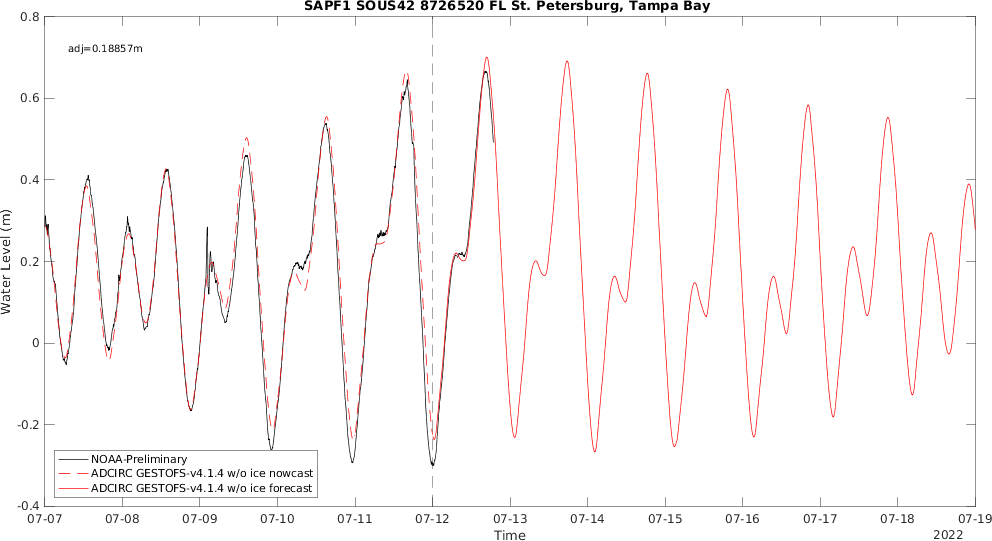 SAPF1 SOUS42 8726520 FL St. Petersburg, Tampa Bay
adj=0.18857m
Water Level (m)
0.8
0.6
0.4
0.2
0
-0.2
-0.4
NOAA-Preliminary
ADCIRC GESTOFS-v4.1.4 w/o ice nowcast
ADCIRC GESTOFS-v4.1.4 w/o ice forecast
07-07 07-08 07-09 07-10 07-11 07-12 07-13 07-14 07-15 07-16 07-17 07-18 07-19
Time
2022